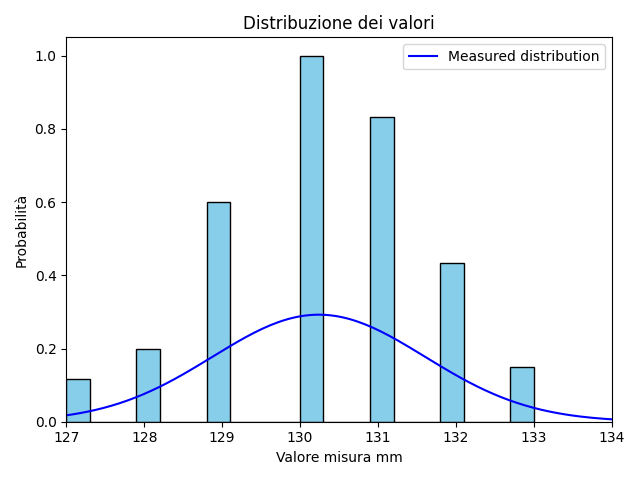 Distribuzione dei valori
Measured distribution
1.0
0.8
0.6
0.4
0.2
0.0
Probabilità
127 128 129 130 131 132 133 134
Valore misura mm